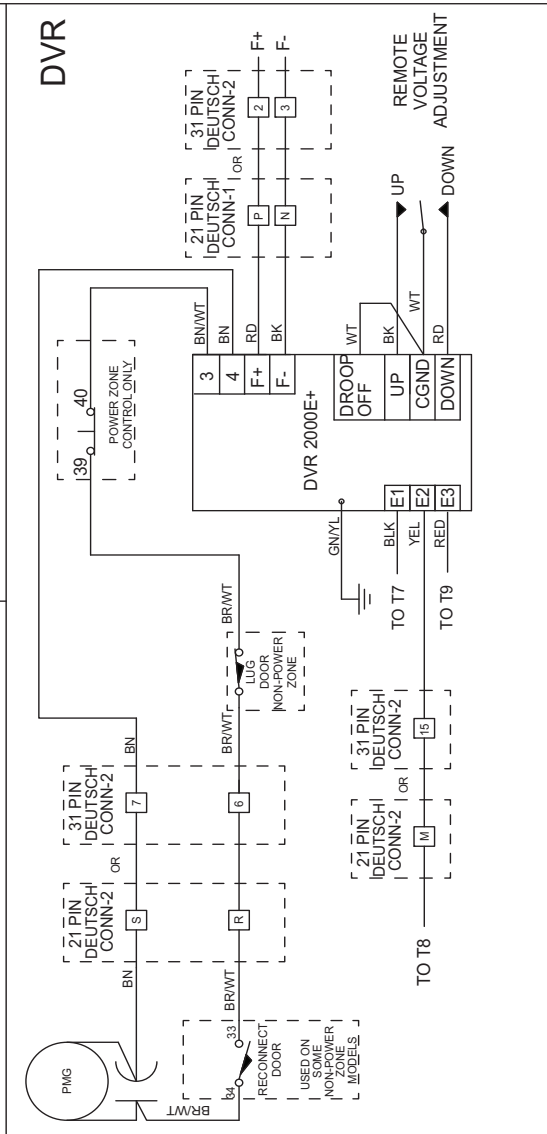 DVR
PMG
BN
BR/WT
21 PIN
DEUTSCH
CONN-2
S
R
OR
31 PIN
DEUTSCH
CONN-2
7
6
BN
BR/WT
33
34
RECONNECT
DOOR
USED ON
SOME
NON-POWER
ZONE
MODELS
BR/WT
LUG
DOOR
NON-POWER
ZONE
BR/WT
39
40
POWER ZONE
CONTROL ONLY
BN/WT
BN
RD
BK
3
4
F+
F-
DVR 2000E+
21 PIN
DEUTSCH
CONN-1
P
N
OR
31 PIN
DEUTSCH
CONN-2
2
3
F+
F-
DROOP
OFF
UP
CGND
DOWN
WT
BK
WT
RD
UP
DOWN
REMOTE
VOLTAGE
ADJUSTMENT
GN/YL
E1
E2
E3
BLK
YEL
RED
TO T7
TO T9
21 PIN
DEUTSCH
CONN-2
M
OR
31 PIN
DEUTSCH
CONN-2
15
TO T8